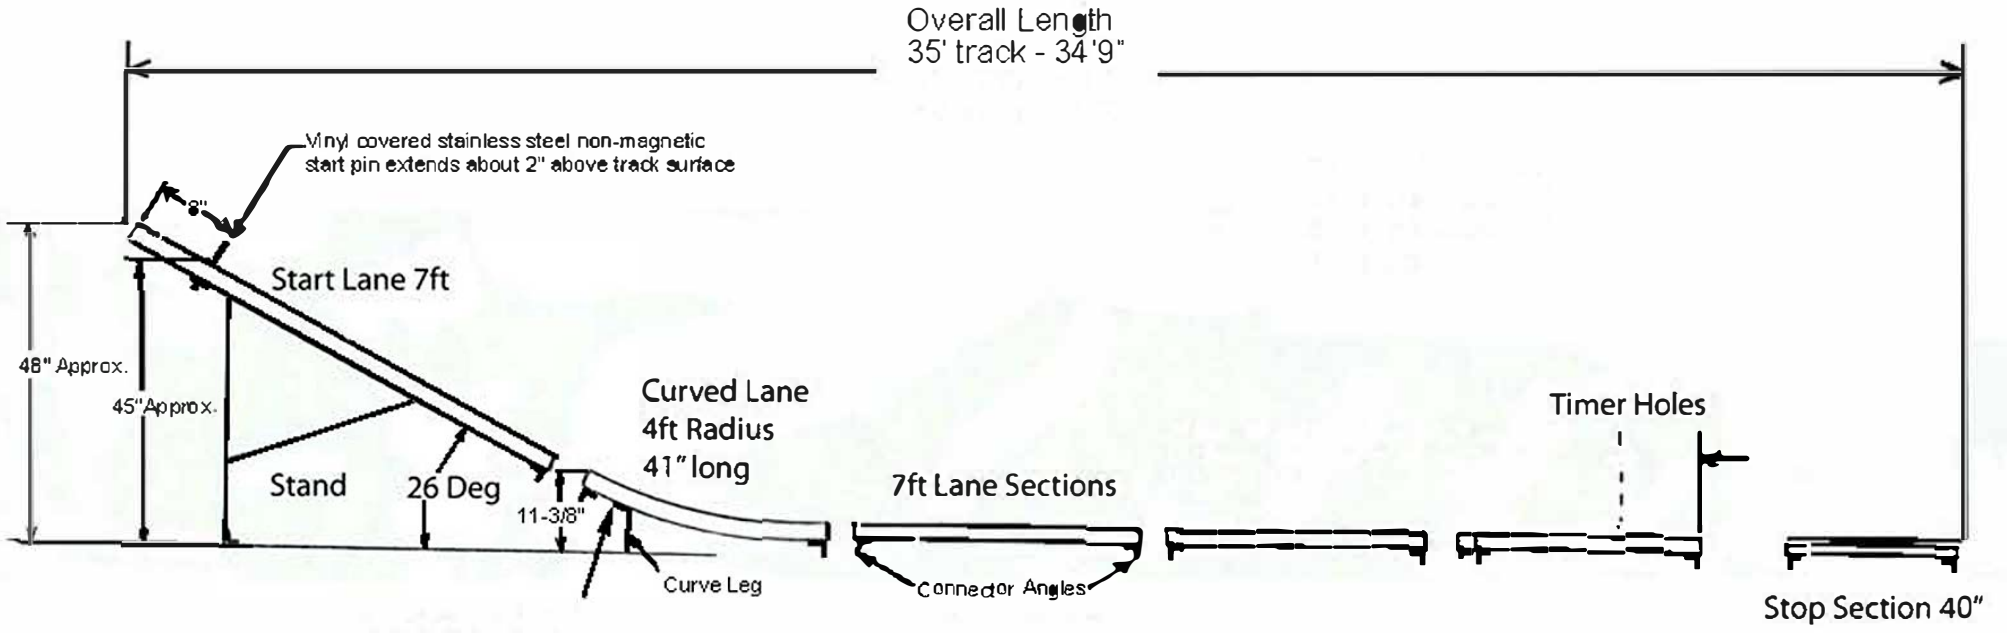 Overall Length
35' track - 34'9"
Vinyl covered stainless steel non-magnetic
start pin extends about 2" above track surface
8"
Start Lane 7ft
48" Approx.
45" Approx.
Curved Lane
4ft Radius
41" long
Timer Holes
Stand
26 Deg
11-3/8"
7ft Lane Sections
Curve Leg
Connector Angles
Stop Section 40"